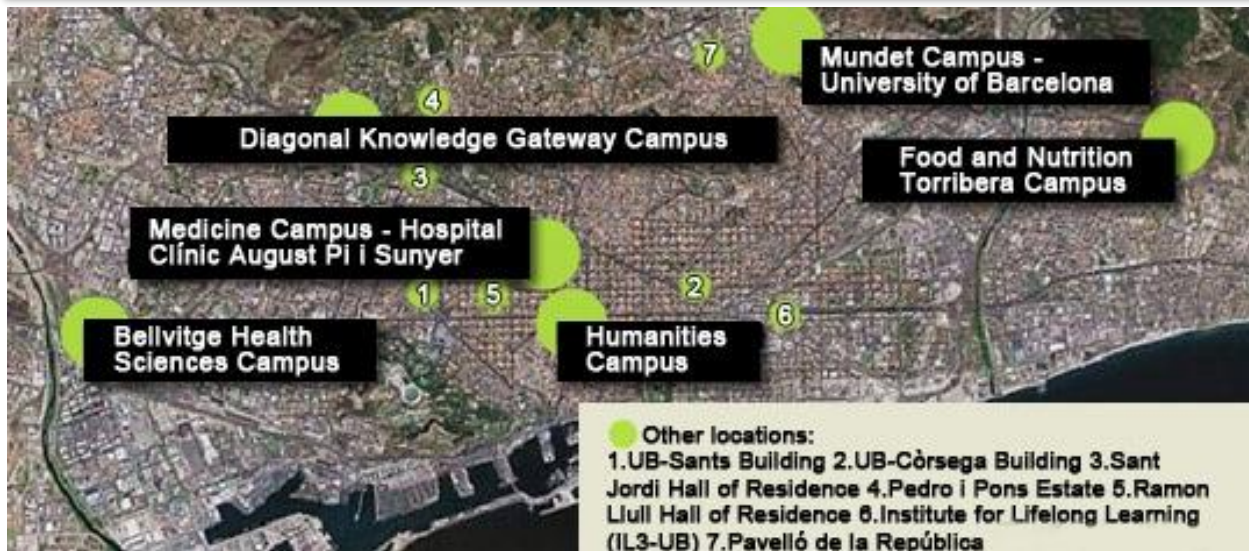 7
Mundet Campus -
University of Barcelona
4
Diagonal Knowledge Gateway Campus
Food and Nutrition
Torribera Campus
3
Medicine Campus - Hospital
Clínic August Pi i Sunyer
1
5
2
6
Bellvitge Health
Sciences Campus
Humanities
Campus
Other locations:
1.UB-Sants Building 2.UB-Còrsega Building 3.Sant
Jordi Hall of Residence 4.Pedro i Pons Estate 5.Ramon
Llull Hall of Residence 6.Institute for Lifelong Learning
(IL3-UB) 7.Pavelló de la República